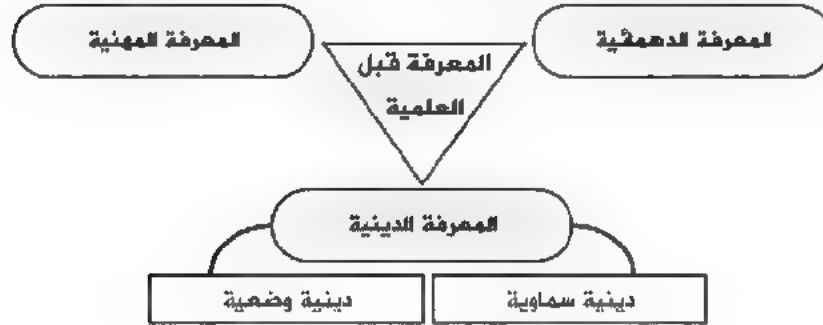 المعرفة الدهمائية
المعرفة المهنية
المعرفة قبل
العلمية
المعرفة الدينية
دينية سماوية
دينية وضعية